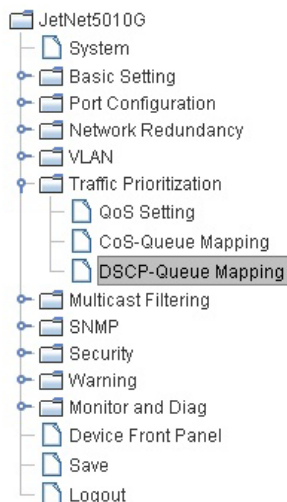 JetNet5010G
System
Basic Setting
Port Configuration
Network Redundancy
VLAN
Traffic Prioritization
QoS Setting
CoS-Queue Mapping
DSCP-Queue Mapping
Multicast Filtering
SNMP
Security
Warning
Monitor and Diag
Device Front Panel
Save
Logout